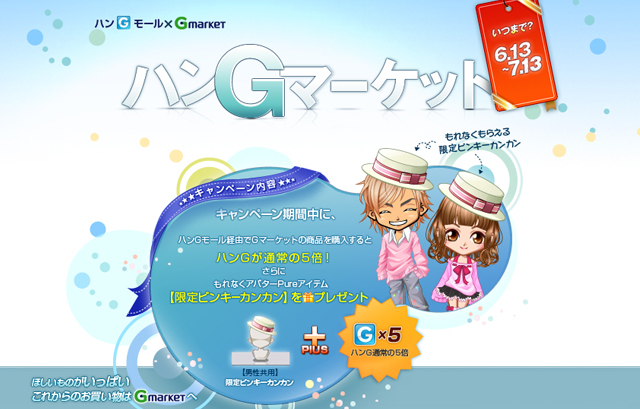 ハンGモール×Gmarket
いつまで?
6.13
~7.13
ハンGマーケット
もれなくもらえる
限定ピンキーカンカン
★★★キャンペーン内容★★★
キャンペーン期間中に、
ハンGモール経由でGマーケットの商品を購入すると
ハンGが通常の5倍!
さらに
もれなくアバターPureアイテム
【限定ピンキーカンカン】をプレゼント
PLUS
G×5
ハンG通常の5倍
【男性共用】
限定ピンキーカンカン
ほしいものがいっぱい
これからのお買い物はGmarketへ